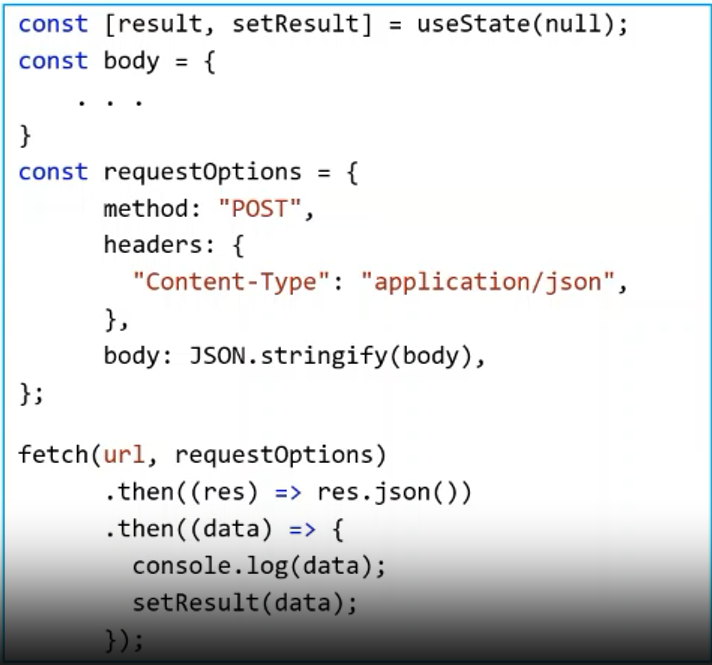 const [result, setResult] = useState(null);
const body = {
. . .
}
const requestOptions = {
method: "POST",
headers: {
"Content-Type": "application/json",
},
body: JSON.stringify(body),
};
fetch(url, requestOptions)
.then((res) => res.json())
.then((data) => {
console.log(data);
setResult(data);
});